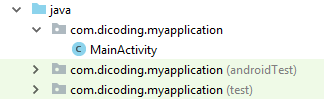 java
com.dicoding.myapplication
MainActivity
com.dicoding.myapplication (androidTest)
com.dicoding.myapplication (test)